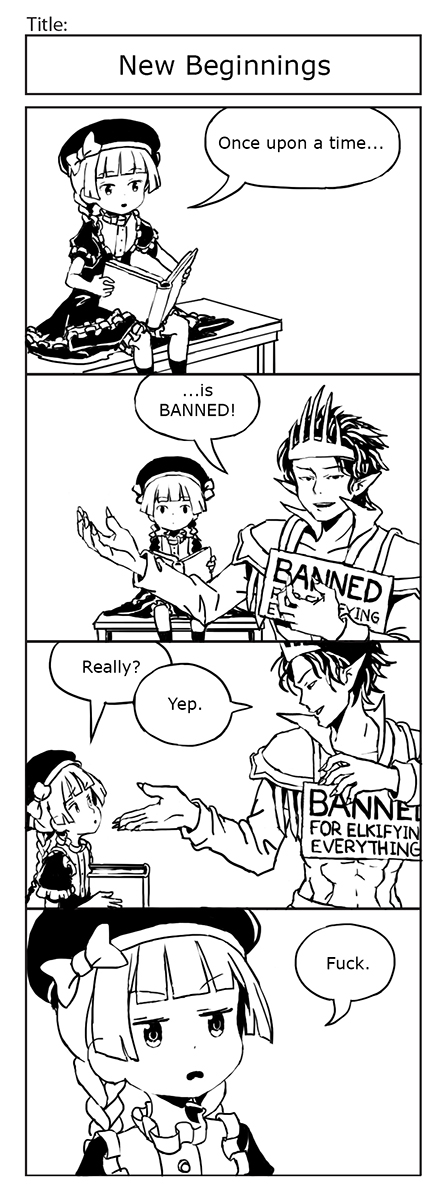 Title:
New Beginnings
Once upon a time...
...is
BANNED!
BANNED
Really?
Yep.
BANNED
FOR ELKIFYIN
EVERYTHING
Fuck.